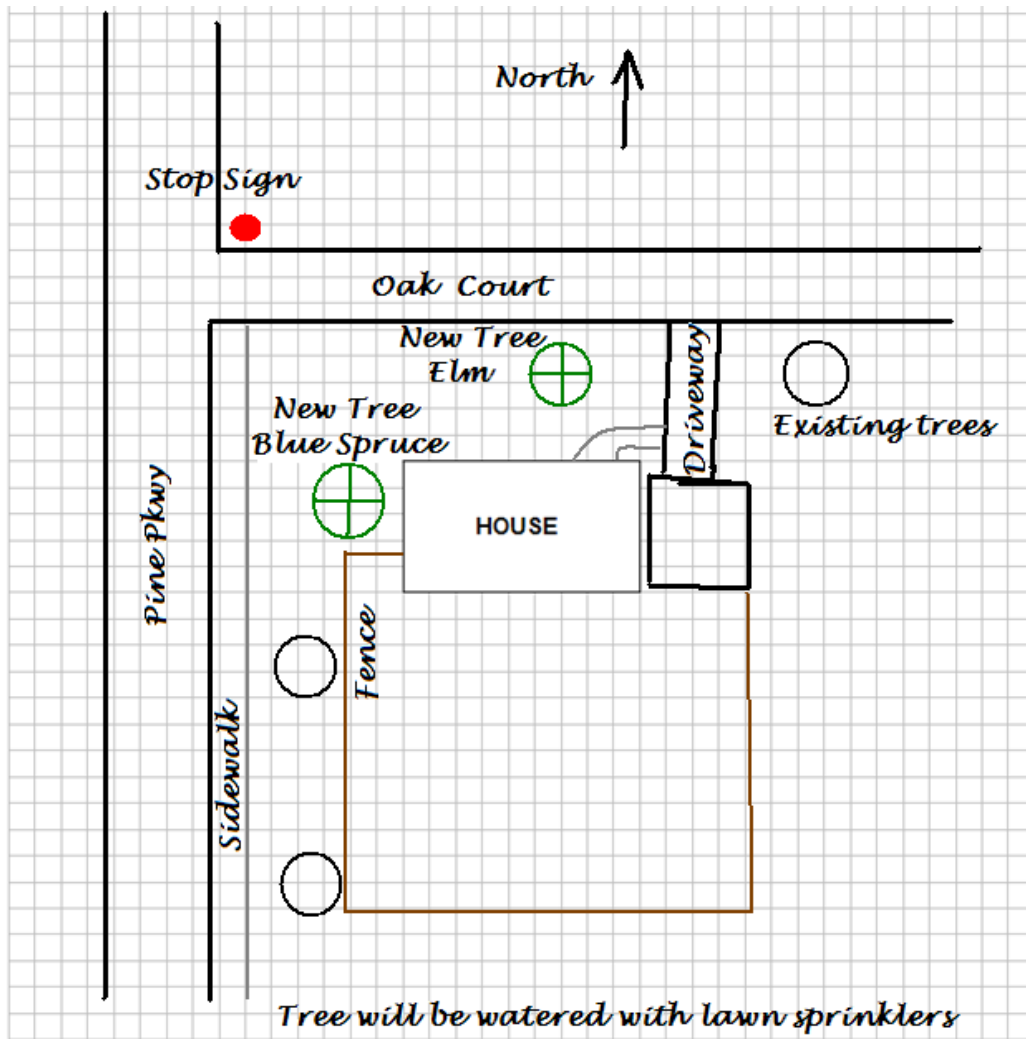 North
Stop Sign
Oak Court
New Tree
Elm
New Tree
Blue Spruce
Driveway
Existing trees
Pine Pkwy
HOUSE
Fence
Sidewalk
Tree will be watered with lawn sprinklers